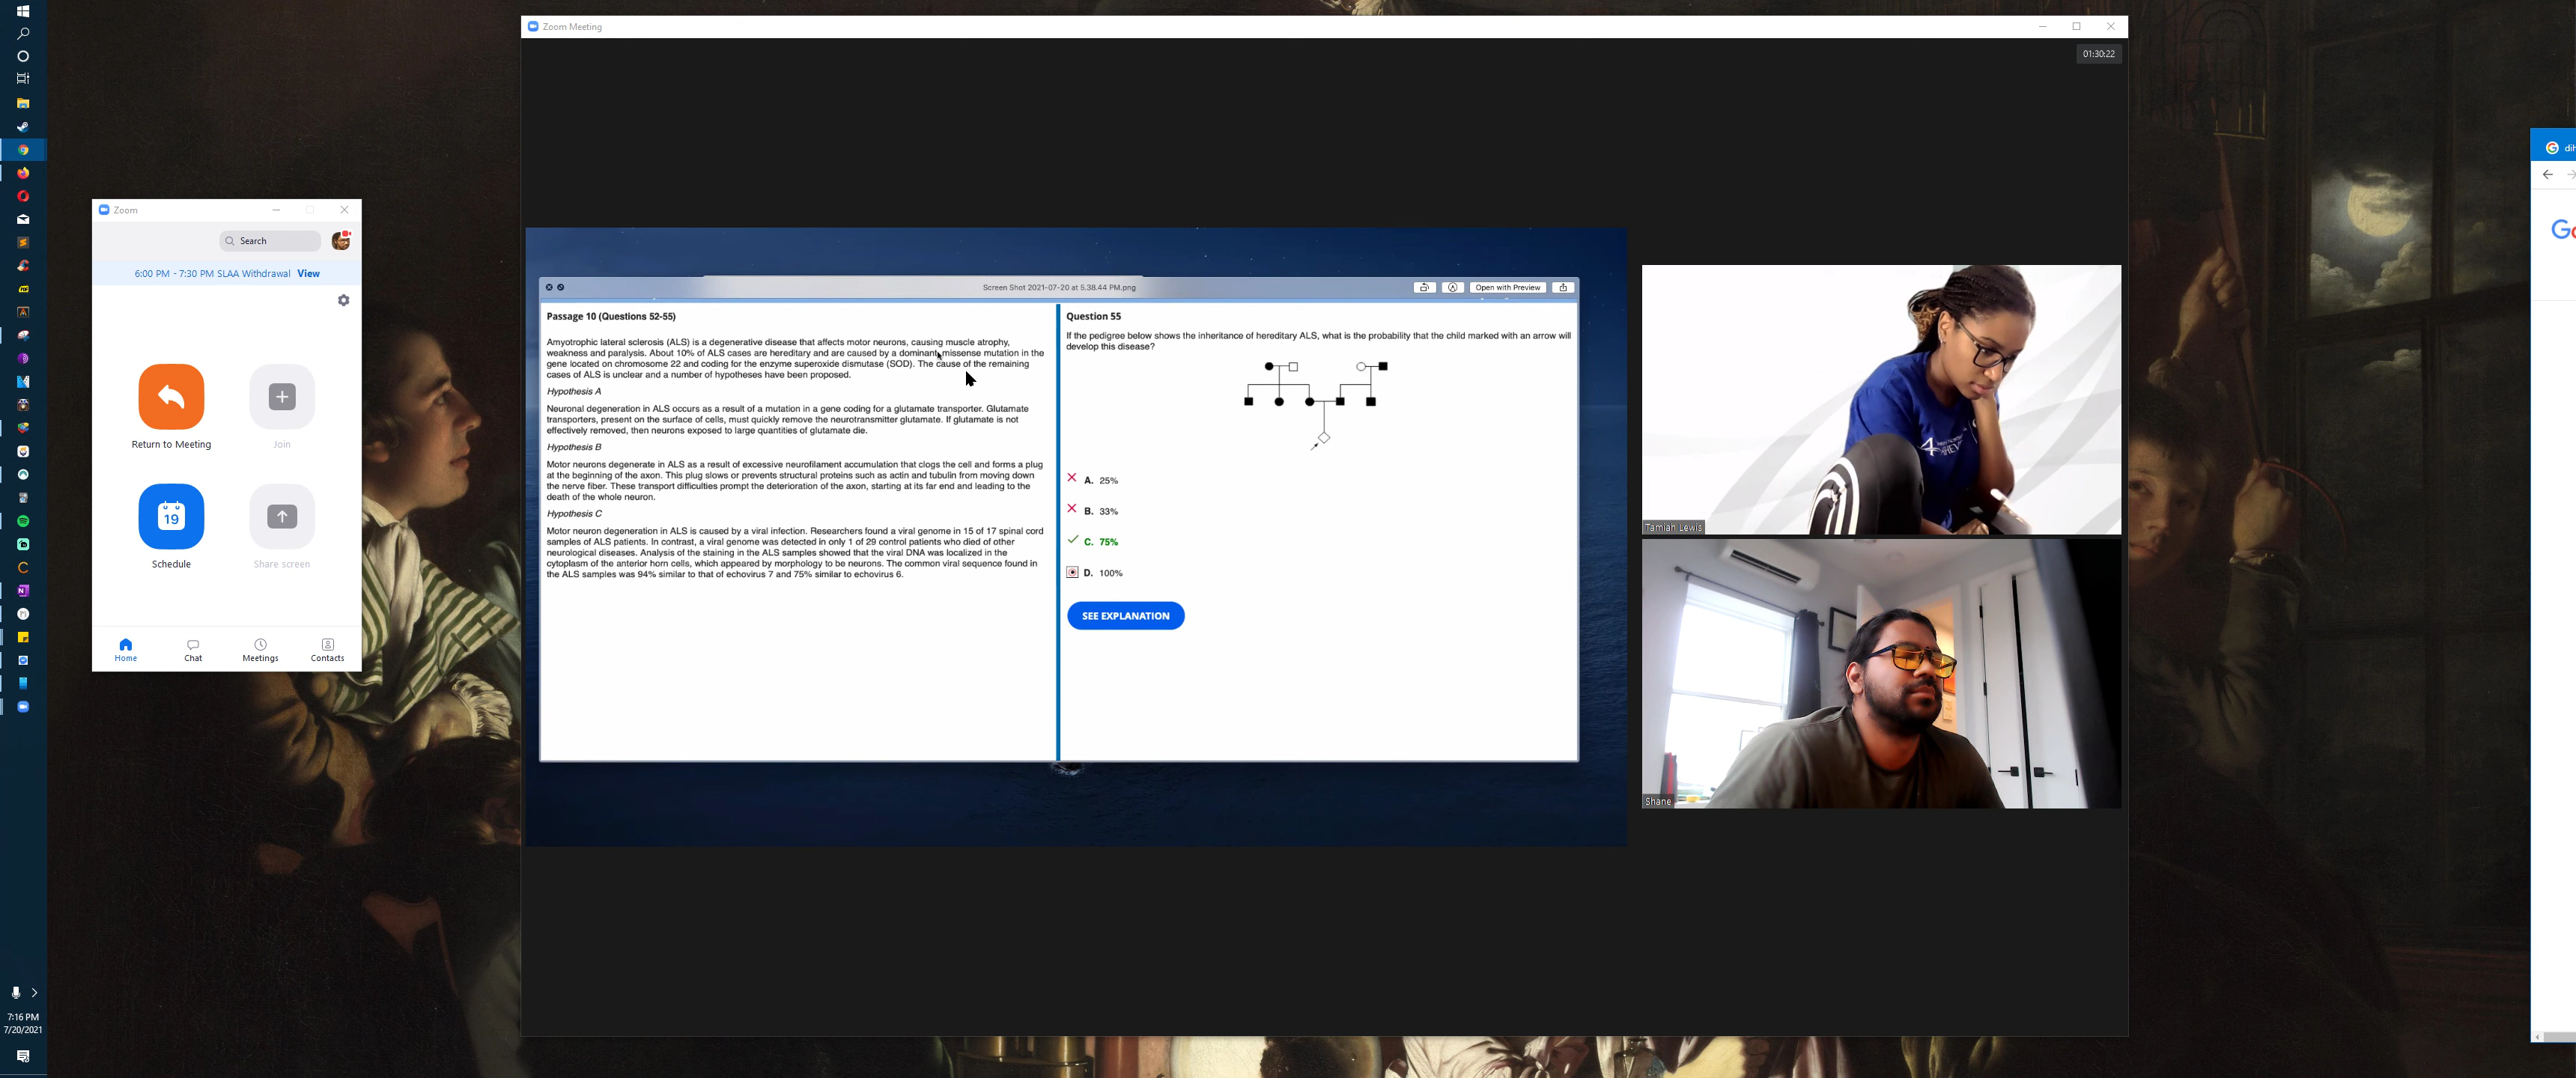 Zoom Meeting
01:30:22
Zoom
Search
6:00 PM - 7:30 PM SLAA Withdrawal View
Return to Meeting
Join
19
Schedule
Share screen
Home
Chat
Meetings
Contacts
7:16 PM
7/20/2021
Screen Shot 2021-07-20 at 5.38.44 PM.png
Open with Preview
Passage 10 (Questions 52-55)
Amyotrophic lateral sclerosis (ALS) is a degenerative disease that affects motor neurons, causing muscle atrophy,
weakness and paralysis. About 10% of ALS cases are hereditary and are caused by a dominant missense mutation in the
gene located on chromosome 22 and coding for the enzyme superoxide dismutase (SOD). The cause of the remaining
cases of ALS is unclear and a number of hypotheses have been proposed.
Hypothesis A
Neuronal degeneration in ALS occurs as a result of a mutation in a gene coding for a glutamate transporter. Glutamate
transporters, present on the surface of cells, must quickly remove the neurotransmitter glutamate. If glutamate is not
effectively removed, then neurons exposed to large quantities of glutamate die.
Hypothesis B
Motor neurons degenerate in ALS as a result of excessive neurofilament accumulation that clogs the cell and forms a plug
at the beginning of the axon. This plug slows or prevents structural proteins such as actin and tubulin from moving down
the nerve fiber. These transport difficulties prompt the deterioration of the axon, starting at its far end and leading to the
death of the whole neuron.
Hypothesis C
Motor neuron degeneration in ALS is caused by a viral infection. Researchers found a viral genome in 15 of 17 spinal cord
samples of ALS patients. In contrast, a viral genome was detected in only 1 of 29 control patients who died of other
neurological diseases. Analysis of the staining in the ALS samples showed that the viral DNA was localized in the
cytoplasm of the anterior horn cells, which appeared by morphology to be neurons. The common viral sequence found in
the ALS samples was 94% similar to that of echovirus 7 and 75% similar to echovirus 6.
Question 55
If the pedigree below shows the inheritance of hereditary ALS, what is the probability that the child marked with an arrow will
develop this disease?
A. 25%
B. 33%
C. 75%
D. 100%
SEE EXPLANATION
Tamiah Lewis
Shane